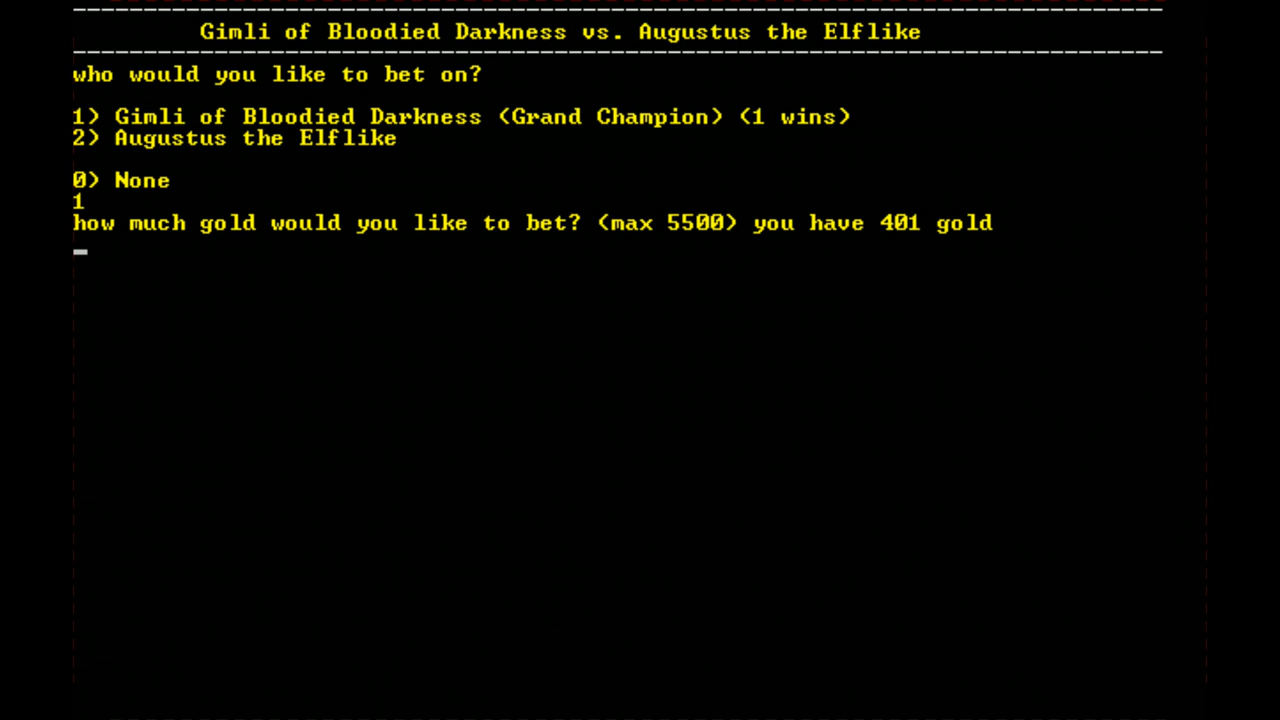 Gimli of Bloodied Darkness vs. Augustus the Elflike
who would you like to bet on?
1) Gimli of Bloodied Darkness (Grand Champion) (1 wins)
2) Augustus the Elflike
0) None
1
how much gold would you like to bet? (max 5500) you have 401 gold